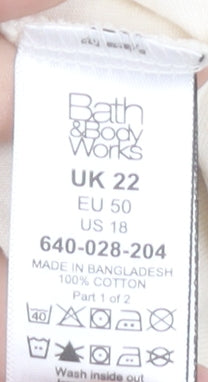 Bath
&Body
Works
UK 22
EU 50
US 18
640-028-204
MADE IN BANGLADESH
100% COTTON
Part 1 of 2
40
Wash inside out